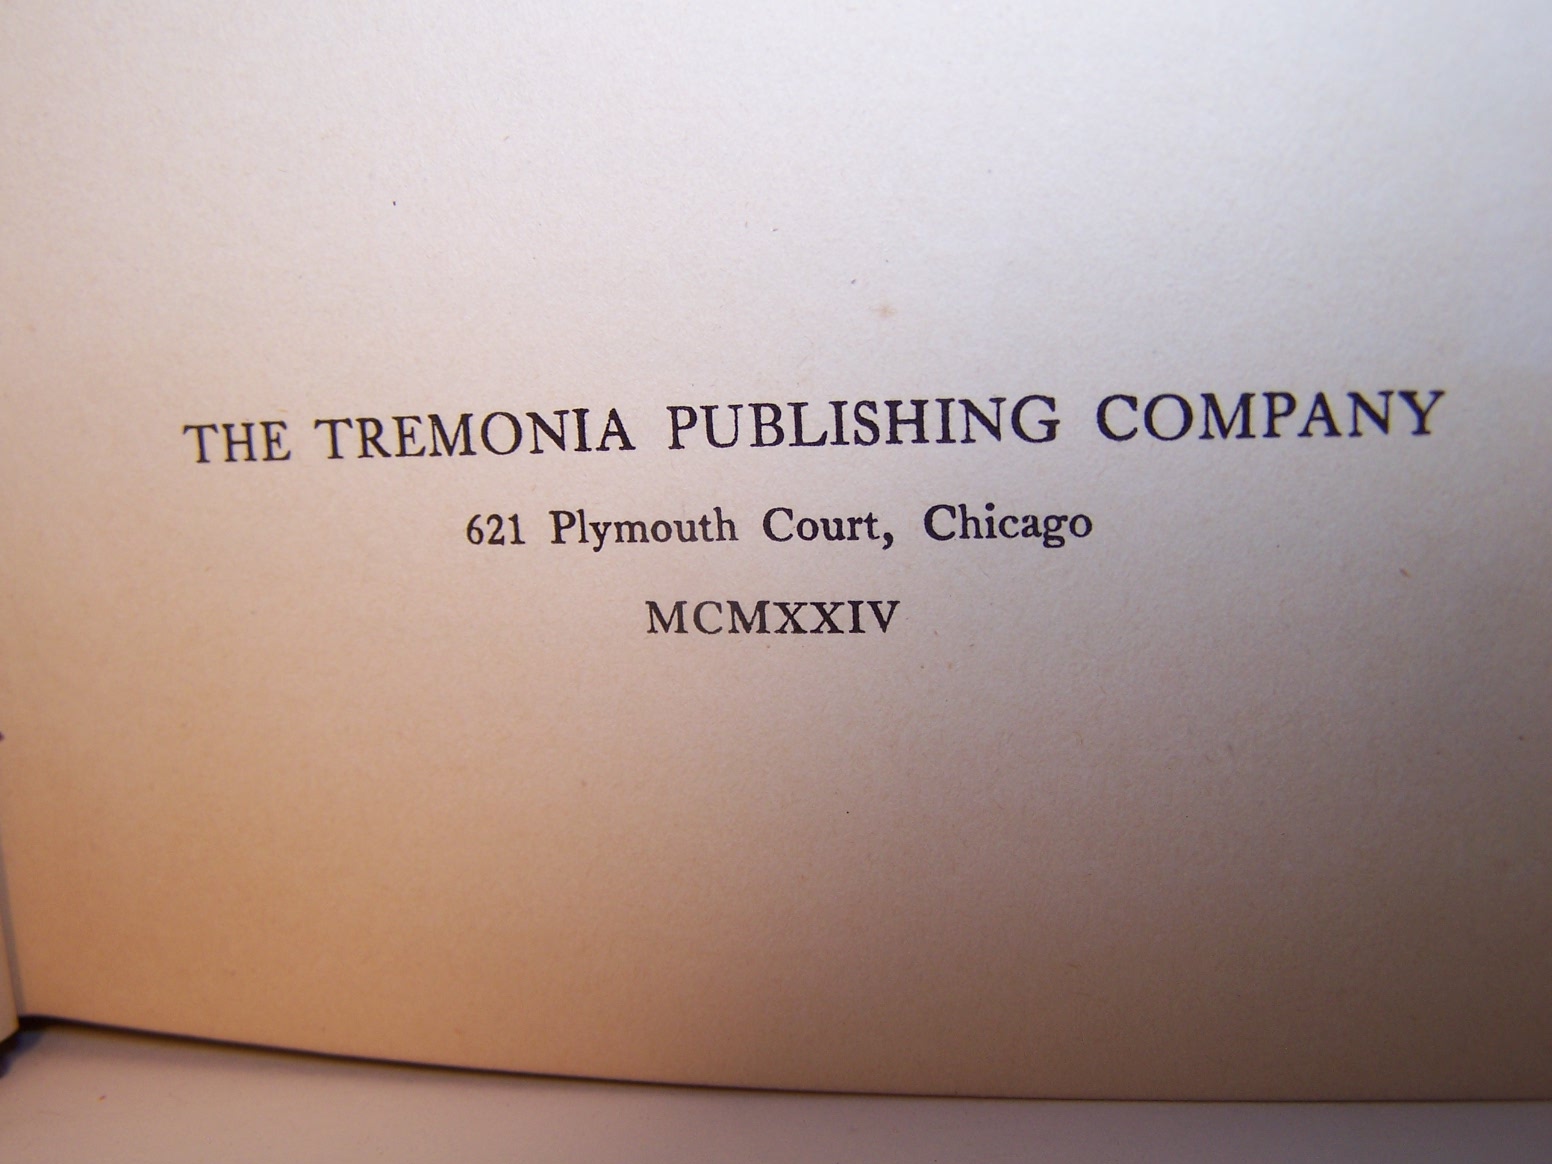 THE TREMONIA PUBLISHING COMPANY
621 Plymouth Court, Chicago
MCMXXIV